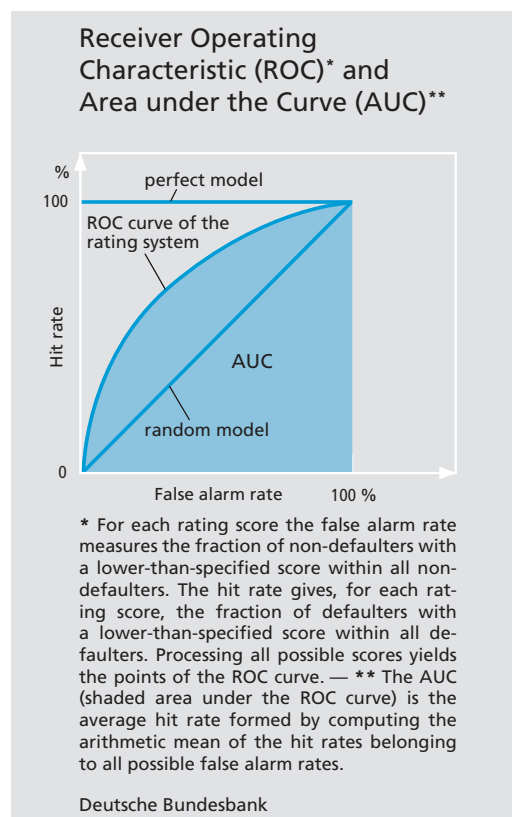 Receiver Operating
Characteristic (ROC)* and
Area under the Curve (AUC)**
%
100
perfect model
ROC curve of the
rating system
Hit rate
AUC
random model
0
False alarm rate
100 %
* For each rating score the false alarm rate
measures the fraction of non-defaulters with
a lower-than-specified score within all non-
defaulters. The hit rate gives, for each rat-
ing score, the fraction of defaulters with
a lower-than-specified score within all de-
faulters. Processing all possible scores yields
the points of the ROC curve. — ** The AUC
(shaded area under the ROC curve) is the
average hit rate formed by computing the
arithmetic mean of the hit rates belonging
to all possible false alarm rates.
Deutsche Bundesbank